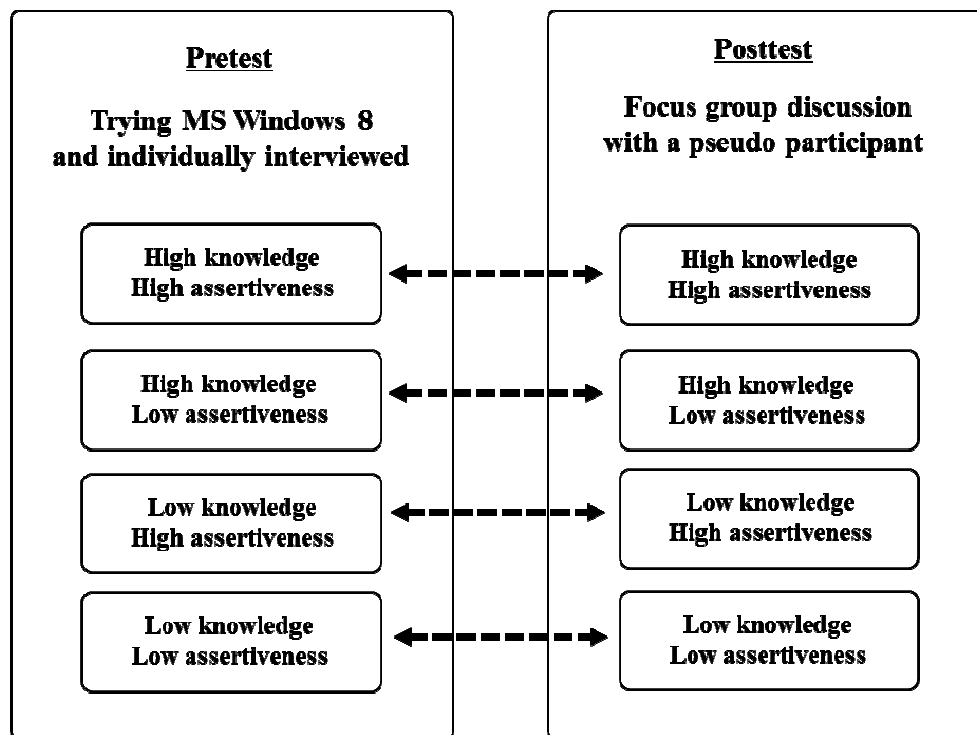 Pretest
Trying MS Windows 8
and individually interviewed
High knowledge
High assertiveness
High knowledge
Low assertiveness
Low knowledge
High assertiveness
Low knowledge
Low assertiveness
Posttest
Focus group discussion
with a pseudo participant
High knowledge
High assertiveness
High knowledge
Low assertiveness
Low knowledge
High assertiveness
Low knowledge
Low assertiveness